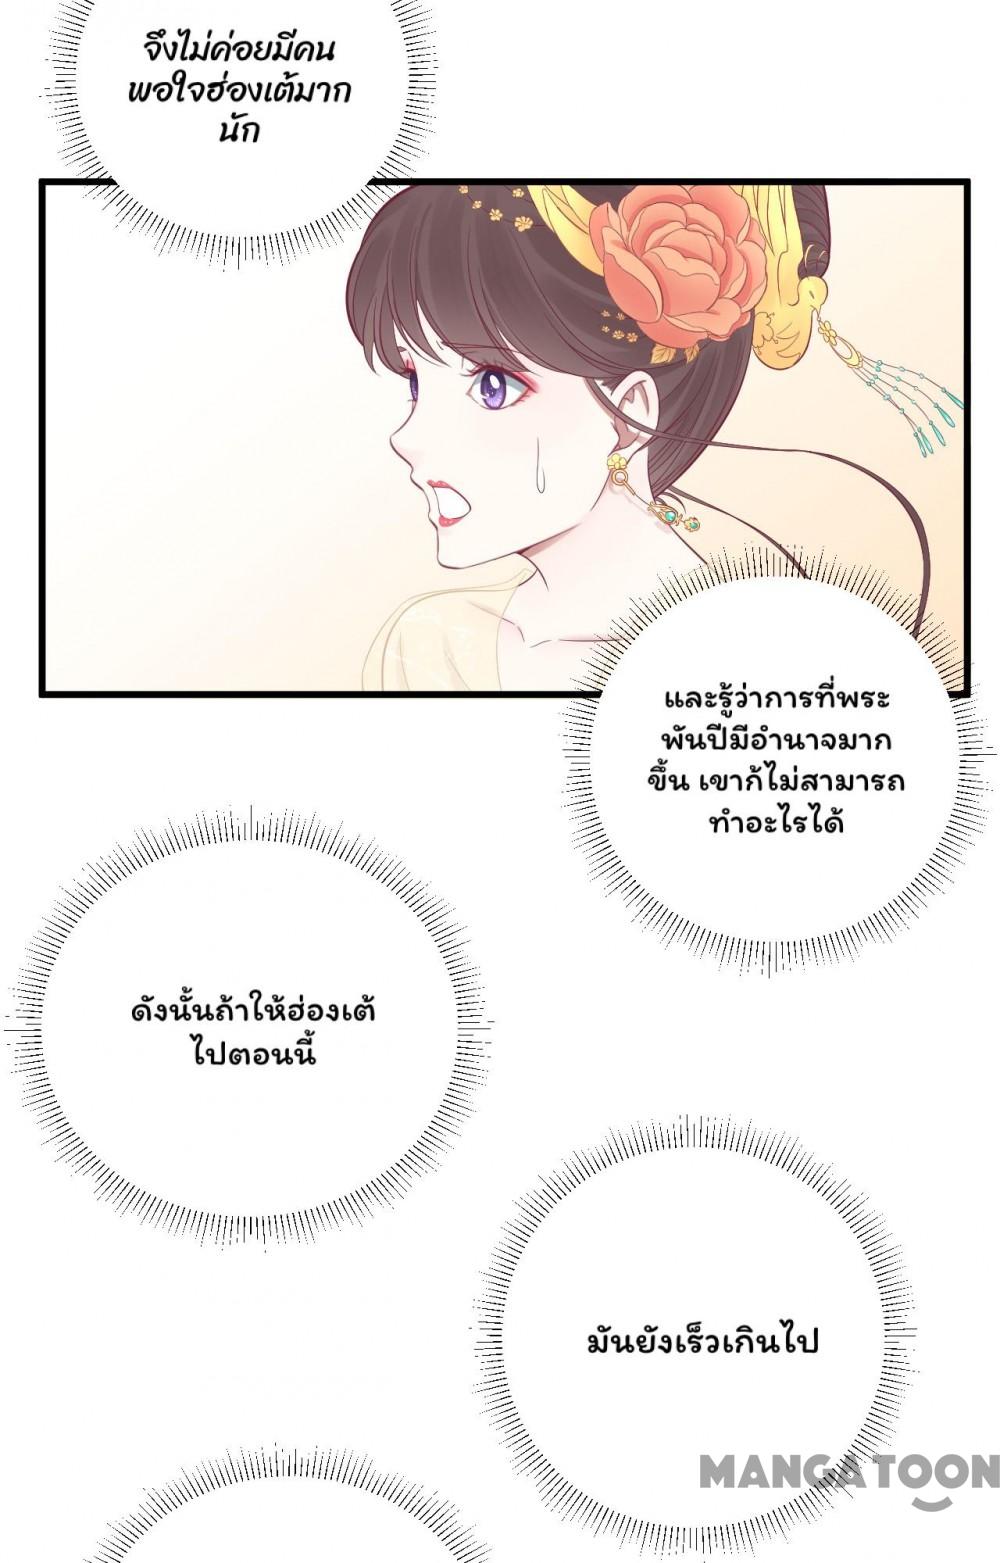 จึงไม่ค่อยมีคน
พอใจฮ่องเต้มาก
นัก
และรู้ว่าการที่พระ
พันปีมีอำนาจมาก
ขึ้น เขาก้ไม่สามารถ
ทำอะไรได้
ดังนั้นถ้าให้ฮ่องเต้
ไปตอนนี้
มันยังเร็วเกินไป
MANGATOON